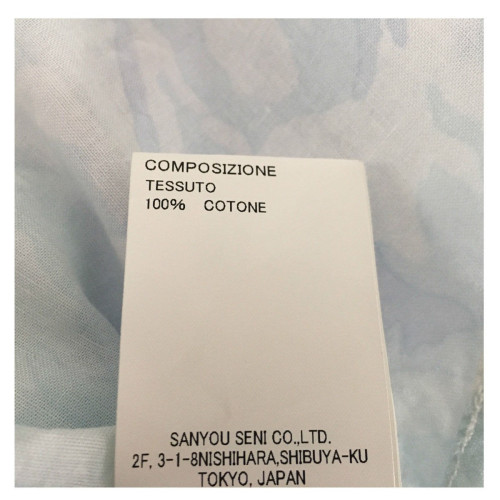 COMPOSIZIONE
TESSUTO
100% COTONE
SANYOU SENI CO.,LTD.
2F, 3-1-8NISHIHARA,SHIBUYA-KU
TOKYO, JAPAN